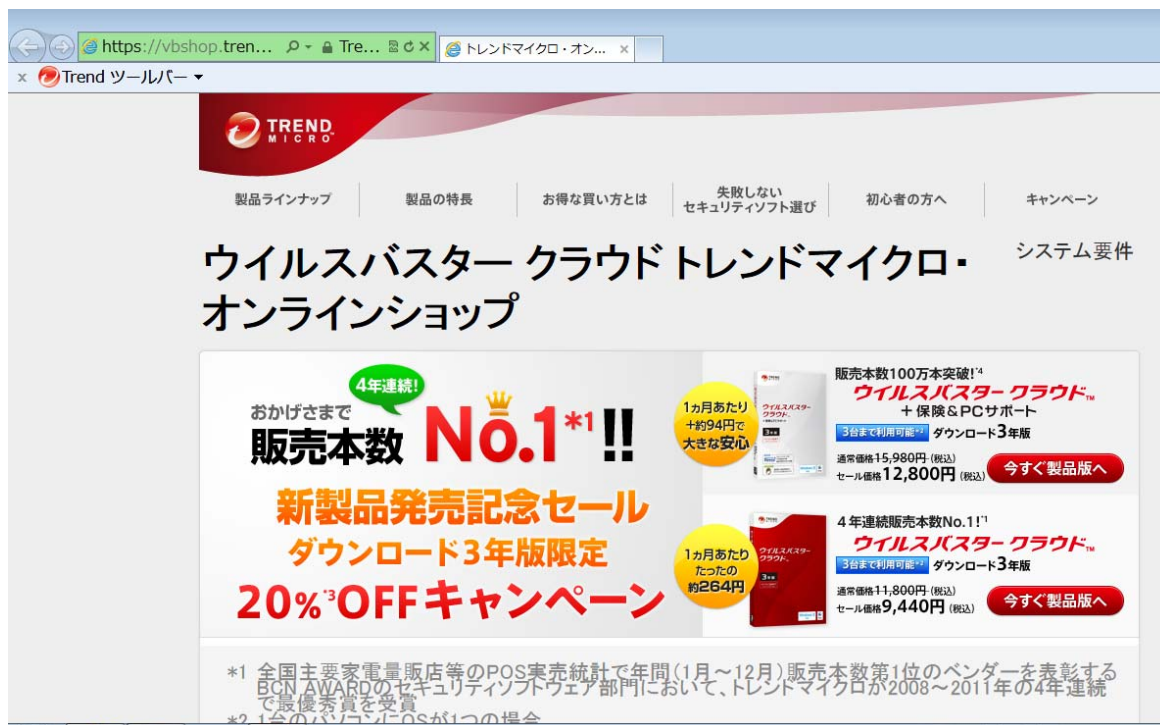 https://vbshop.tren... Tre... トレンドマイクロ・オン... ×
x Trend ツールバー
TREND
MICRO
製品ラインナップ 製品の特長 お得な買い方とは 失敗しない
セキュリティソフト選び 初心者の方へ キャンペーン
ウイルスバスター クラウド トレンドマイクロ・
オンラインショップ
システム要件
4年連続!
おかげさまで
販売本数 No.1*1!!
新製品発売記念セール
ダウンロード3年版限定
20%*3OFFキャンペーン
1ヵ月あたり
+約94円で
大きな安心
販売本数100万本突破!*4
ウイルスバスター クラウド™
+保険&PCサポート
3台まで利用可能*2 ダウンロード3年版
通常価格15,980円(税込)
セール価格12,800円(税込)
今すぐ製品版へ
1ヵ月あたり
たったの
約264円
4年連続販売本数No.1!*1
ウイルスバスター クラウド™
3台まで利用可能*2 ダウンロード3年版
通常価格11,800円(税込)
セール価格9,440円(税込)
今すぐ製品版へ
*1 全国主要家電量販店等のPOS実売統計で年間(1月～12月)販売本数第1位のベンダーを表彰する
BCN AWARDのセキュリティソフトウェア部門において、トレンドマイクロが2008～2011年の4年連続
で最優秀賞を受賞
*2 1台のパソコンにOSが1つの場合